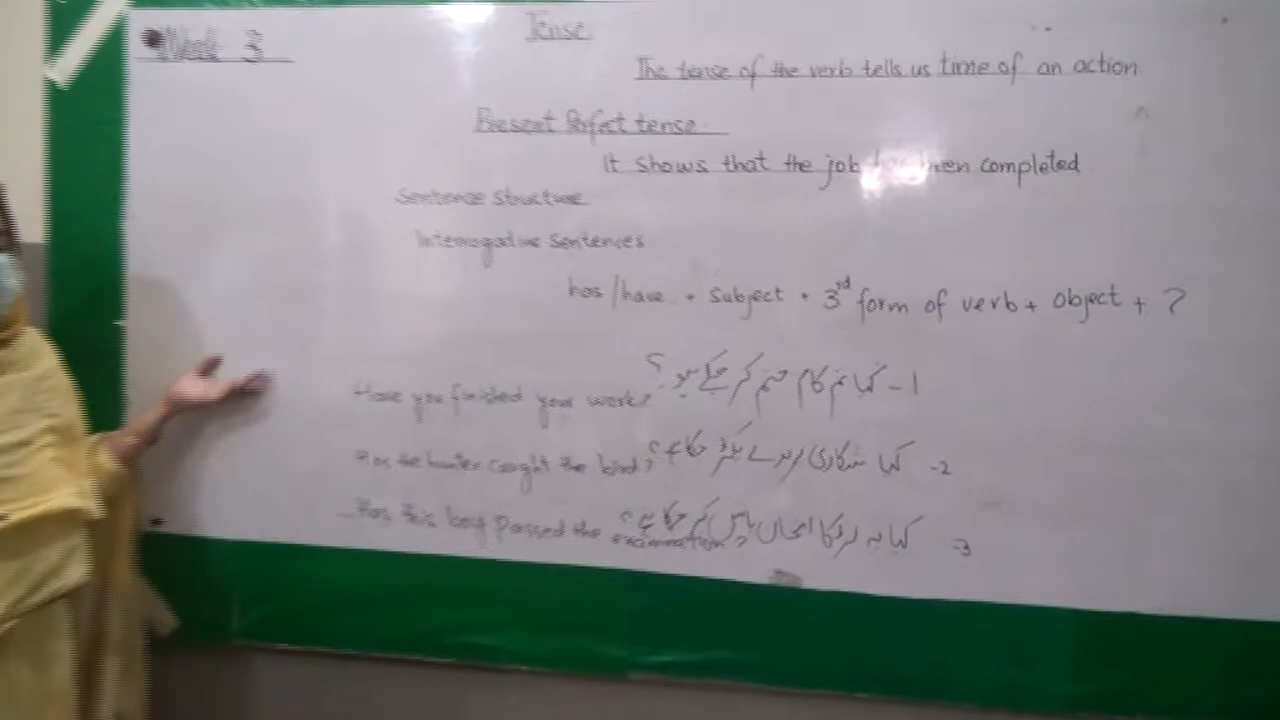 Week 3
Tense
The tense of the verb tells us time of an action
Present Perfect tense
It shows that the job has been completed
Sentence structure
Interrogative sentences
has/have + Subject + 3rd form of verb + Object + ?
1- کیا تم کام ختم کر چکے ہو؟ Have you finished your work?
2- کیا شکاری پرندے پکڑ چکا ہے؟ Has the hunter caught the bird?
3- کیا یہ لڑکا امتحان پاس کر چکا ہے؟ Has this boy passed the examination?